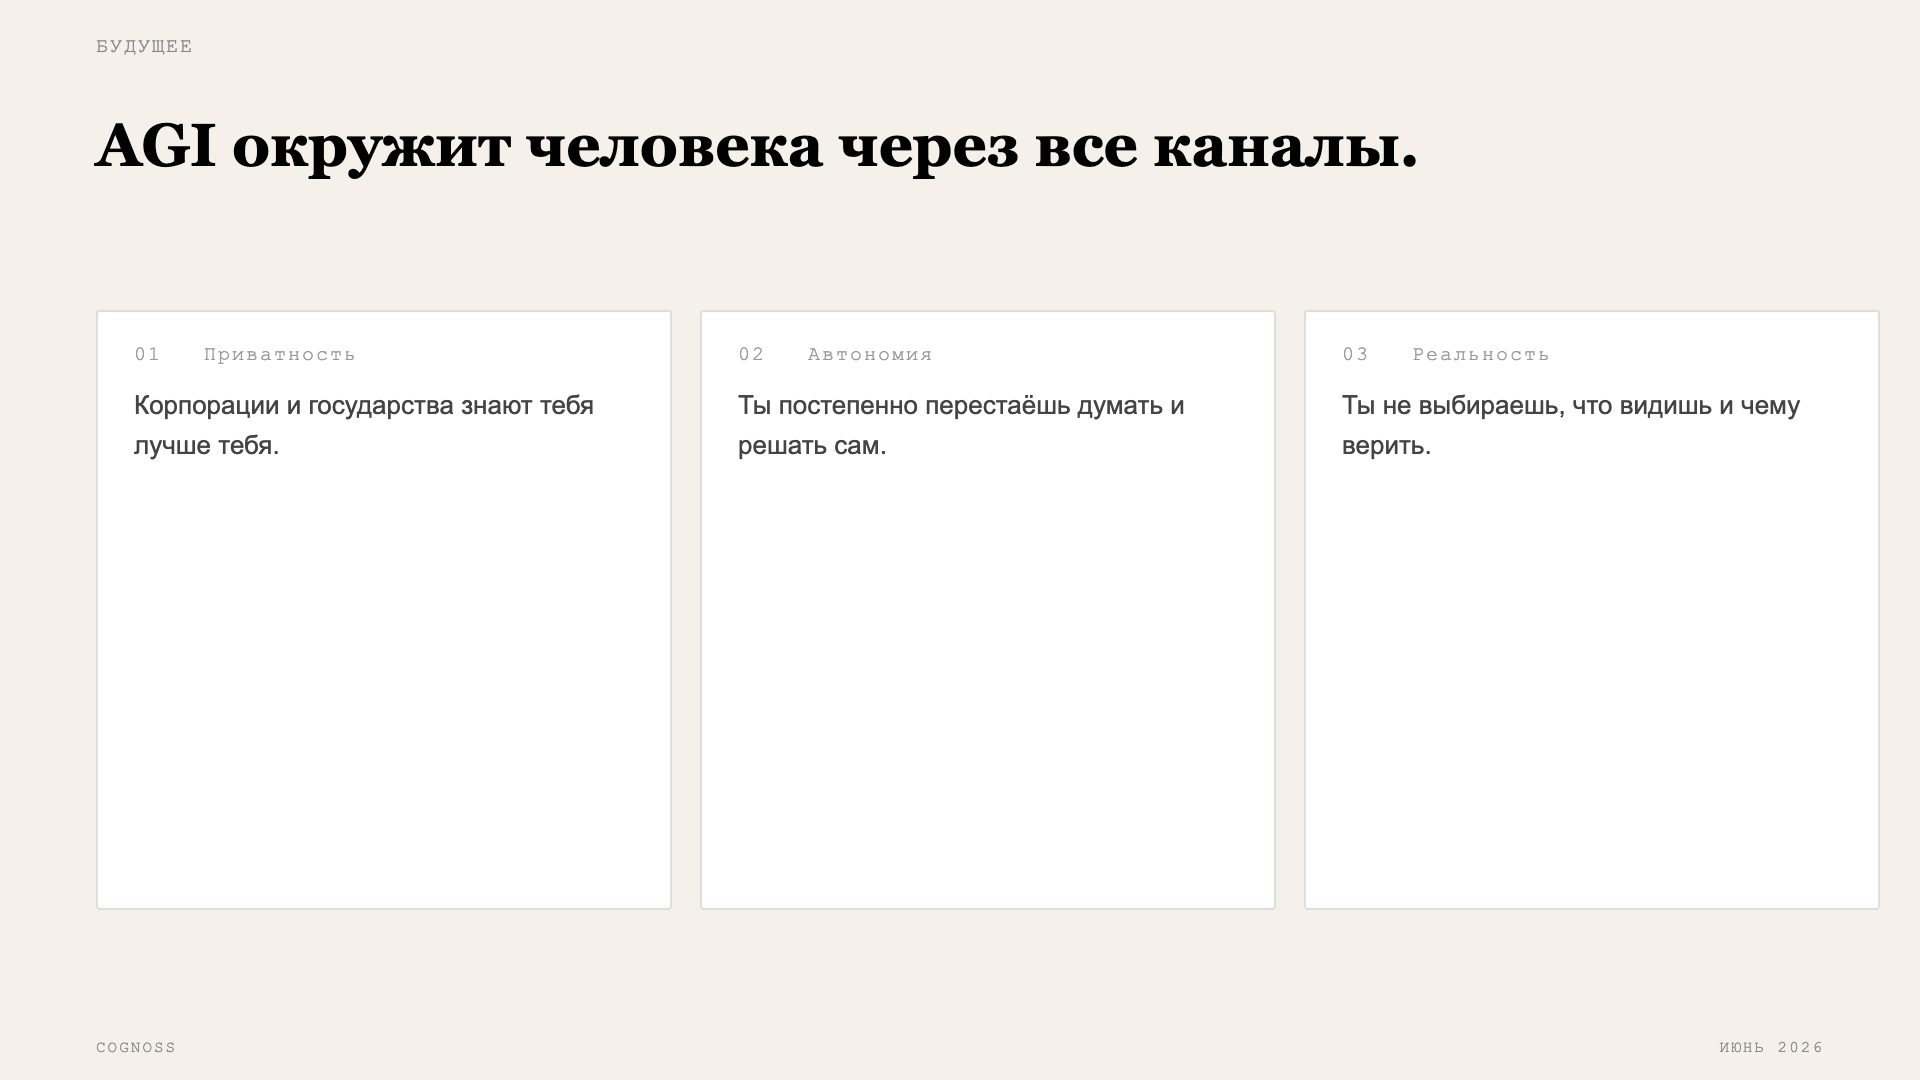 БУДУЩЕЕ
AGI окружит человека через все каналы.
01 Приватность
Корпорации и государства знают тебя
лучше тебя.
02 Автономия
Ты постепенно перестаёшь думать и
решать сам.
03 Реальность
Ты не выбираешь, что видишь и чему
верить.
COGNOSS
ИЮНЬ 2026